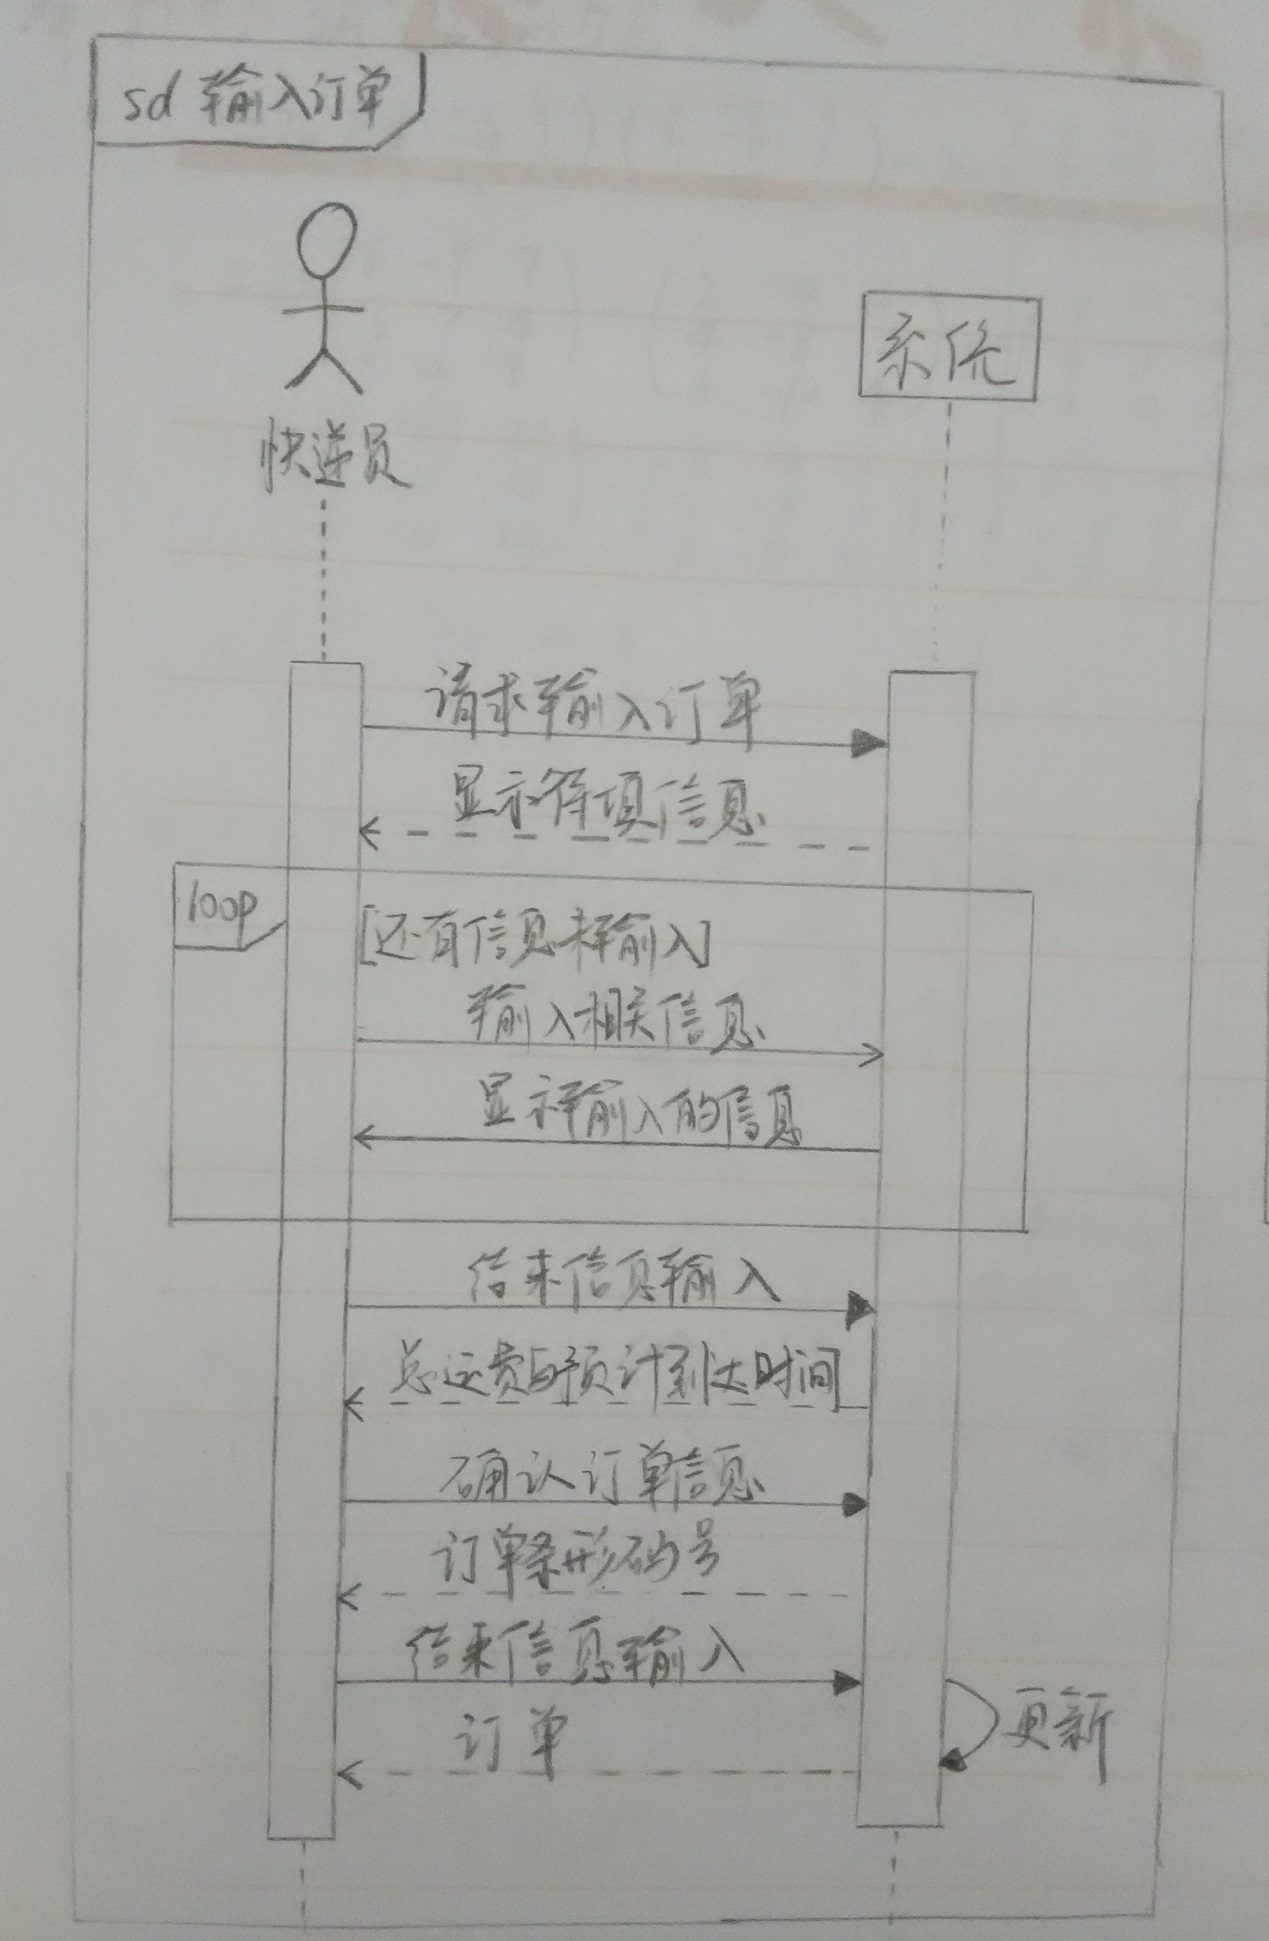 sd 输入订单
系统
快递员
请求输入订单
显示待填信息
loop
[还有信息未输入]
输入相关信息
显示输入的信息
结束信息输入
总运费与预计到达时间
确认订单信息
订单条形码号
结束信息输入
更新
订单